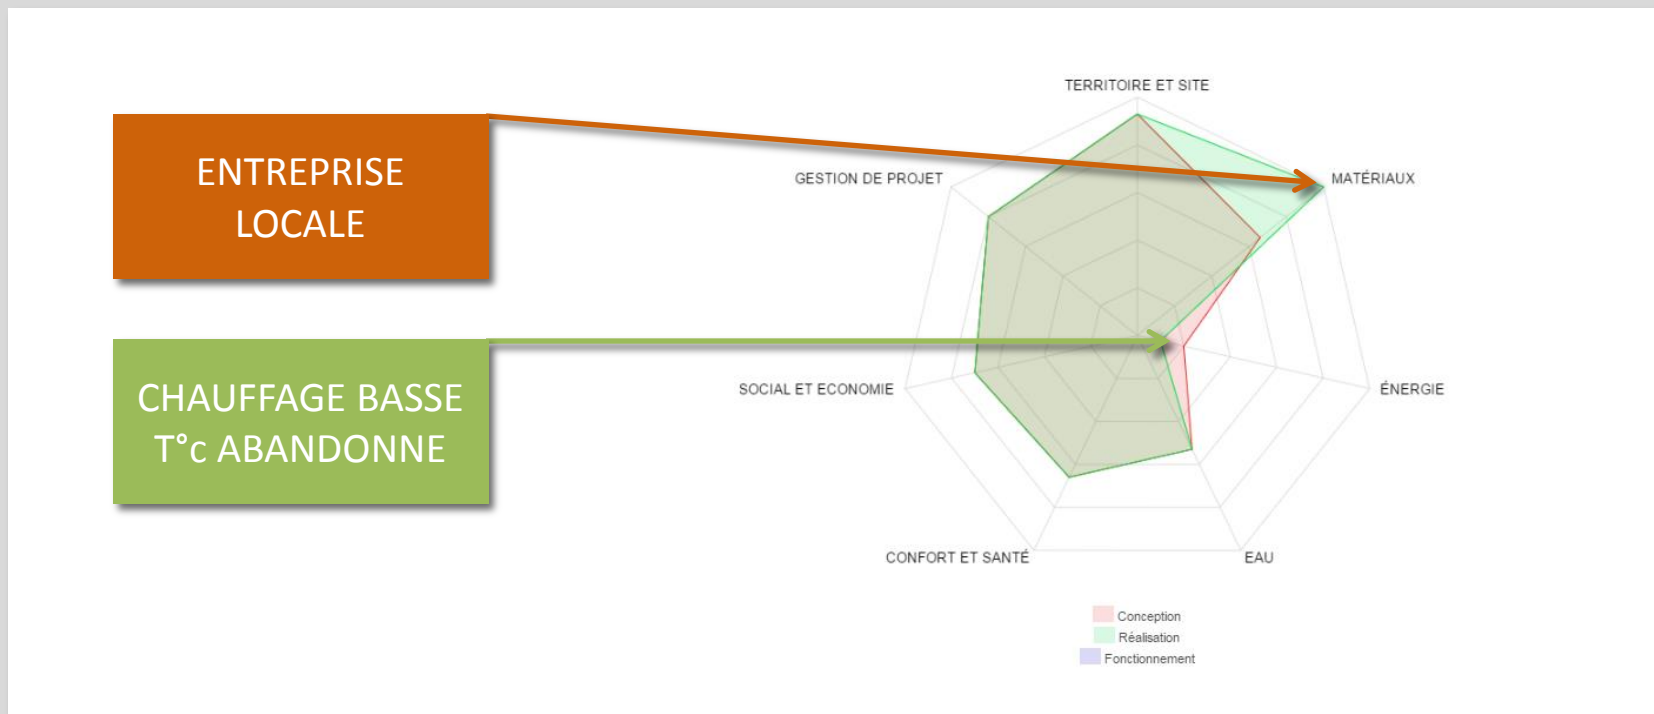 ENTREPRISE
LOCALE
CHAUFFAGE BASSE
T°c ABANDONNE
TERRITOIRE ET SITE
GESTION DE PROJET
MATÉRIAUX
SOCIAL ET ECONOMIE
ÉNERGIE
CONFORT ET SANTÉ
EAU
Conception
Réalisation
Fonctionnement